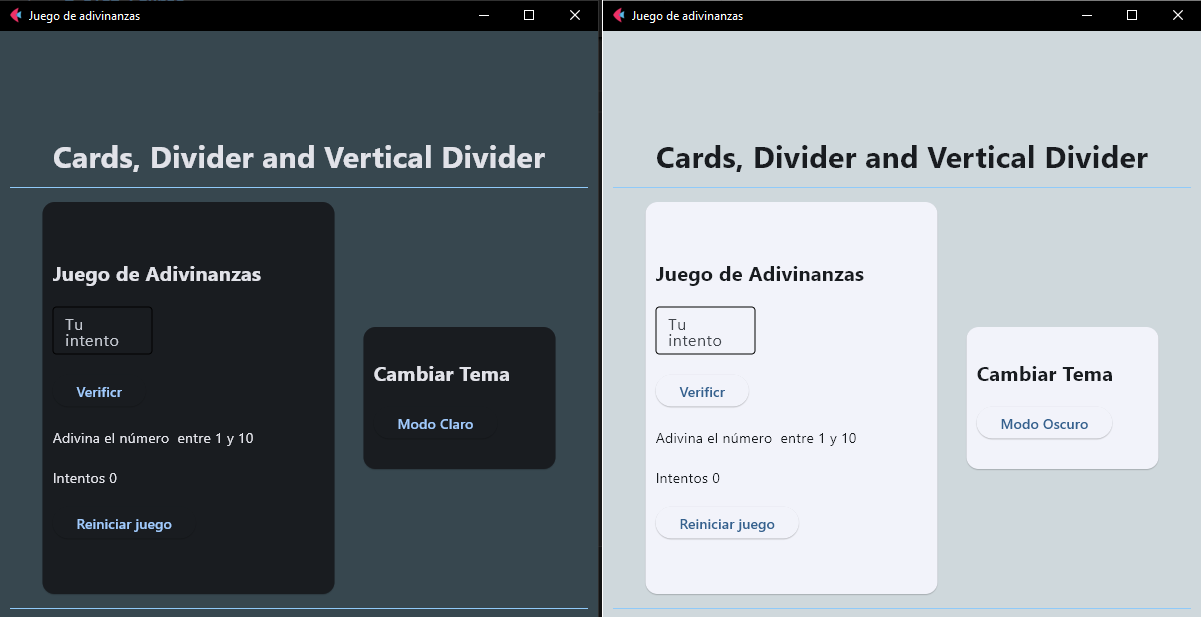 Juego de adivinanzas
Cards, Divider and Vertical Divider
Juego de Adivinanzas
Tu
intento
Verificr
Adivina el número  entre 1 y 10
Intentos 0
Reiniciar juego
Cambiar Tema
Modo Claro
Juego de adivinanzas
Cards, Divider and Vertical Divider
Juego de Adivinanzas
Tu
intento
Verificr
Adivina el número  entre 1 y 10
Intentos 0
Reiniciar juego
Cambiar Tema
Modo Oscuro